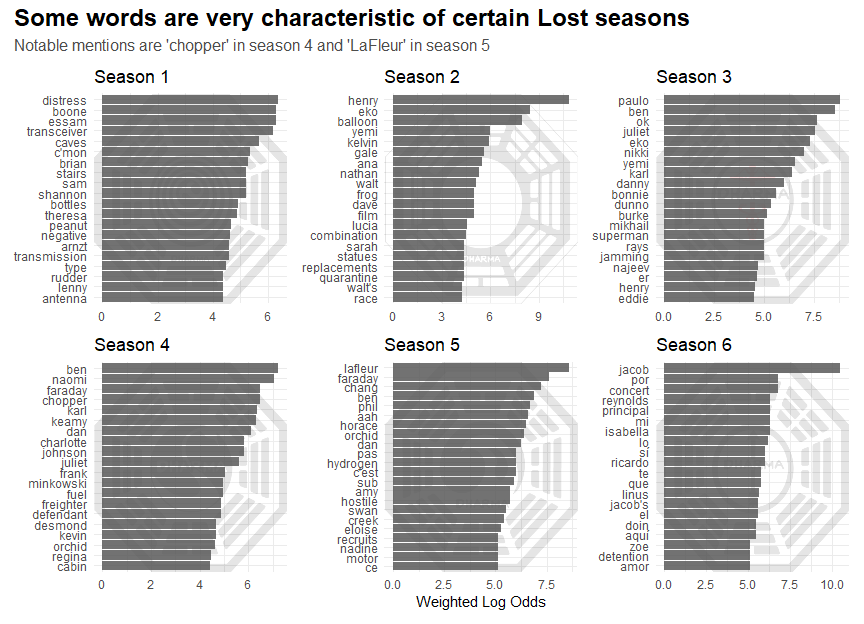 Some words are very characteristic of certain Lost seasons
Notable mentions are 'chopper' in season 4 and 'LaFleur' in season 5
Season 1
distress
boone
essam
transceiver
caves
c'mon
brian
stairs
sam
shannon
bottles
theresa
peanut
negative
arnzt
transmission
type
rudder
lenny
antenna
0 2 4 6
Season 2
henry
eko
balloon
yemi
kelvin
gale
ana
nathan
walt
frog
dave
film
lucia
combination
sarah
statues
replacements
quarantine
walt's
race
0 3 6 9
Season 3
paulo
ben
ok
juliet
eko
nikki
yemi
karl
danny
bonnie
dunno
burke
mikhail
superman
rays
jamming
najeev
er
henry
eddie
0.0 2.5 5.0 7.5
Season 4
ben
naomi
faraday
chopper
karl
keamy
dan
charlotte
johnson
juliet
frank
minkowski
fuel
freighter
defendant
desmond
kevin
orchid
regina
cabin
0 2 4 6
Season 5
lafleur
faraday
chang
ben
phil
aah
horace
orchid
dan
pas
hydrogen
c'est
sub
amy
hostile
swan
creek
eloise
recruits
nadine
motor
ce
0.0 2.5 5.0 7.5
Season 6
jacob
por
concert
reynolds
principal
mi
isabella
lo
si
ricardo
te
que
linus
jacob's
el
doin
aqui
zoe
detention
amor
0.0 2.5 5.0 7.5 10.0
Weighted Log Odds